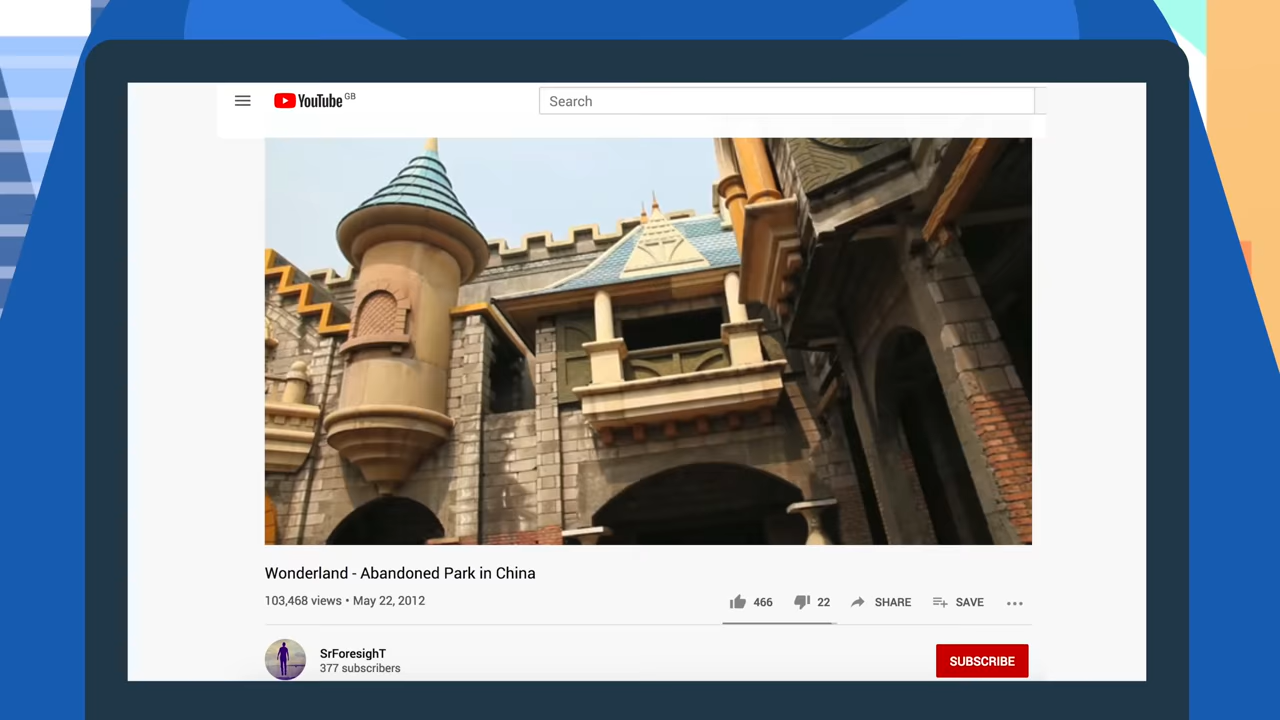 YouTube GB
Search
Wonderland - Abandoned Park in China
103,468 views • May 22, 2012
466
22
SHARE
SAVE
SrForesighT
377 subscribers
SUBSCRIBE